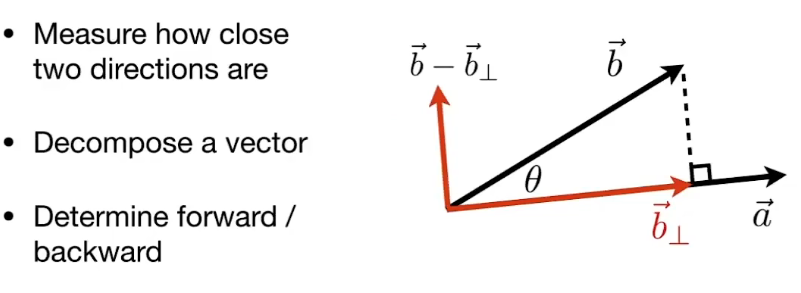 • Measure how close
two directions are
• Decompose a vector
• Determine forward /
backward
$\vec{b} - \vec{b}_\perp$
$\vec{b}$
$\theta$
$\vec{b}_\perp$
$\vec{a}$